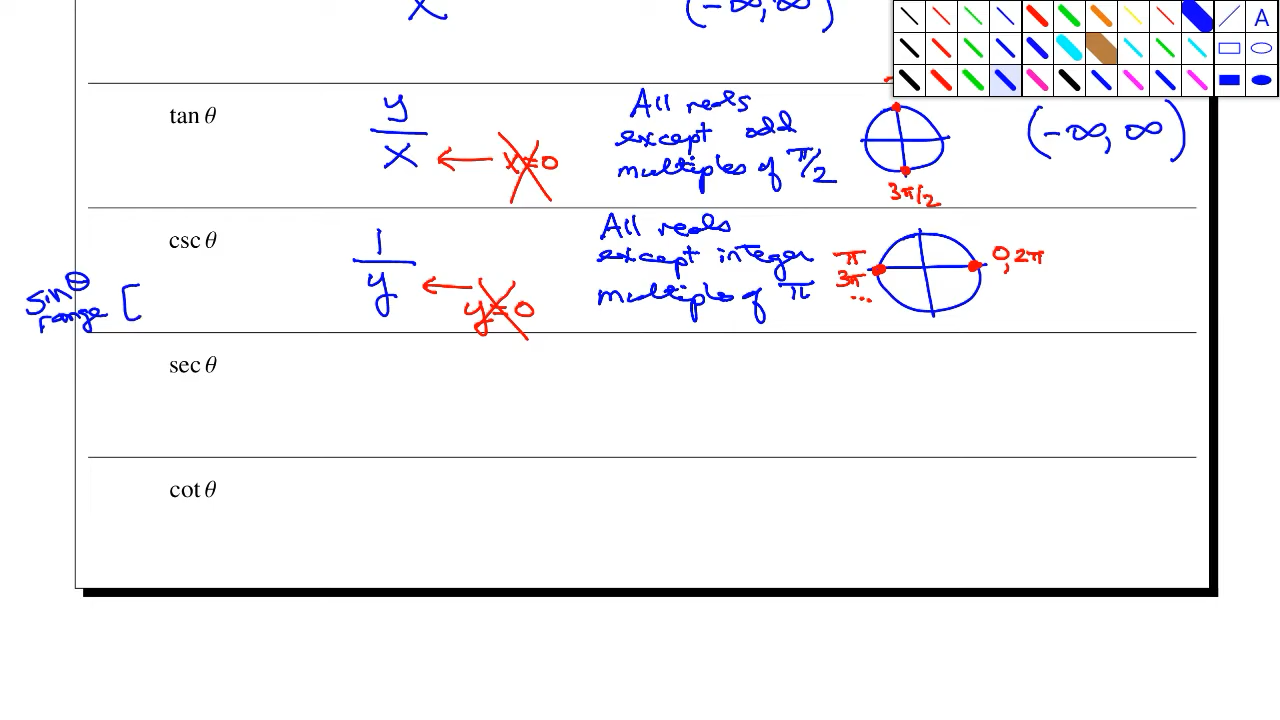 x
(-∞, ∞)
A
tan θ
y/x
← x=0
All reals
except odd
multiples of π/2
3π/2
(-∞, ∞)
csc θ
1/y
← y=0
All reals
except integer
multiples of π
π
3π
...
0, 2π
sin θ
range [
sec θ
cot θ